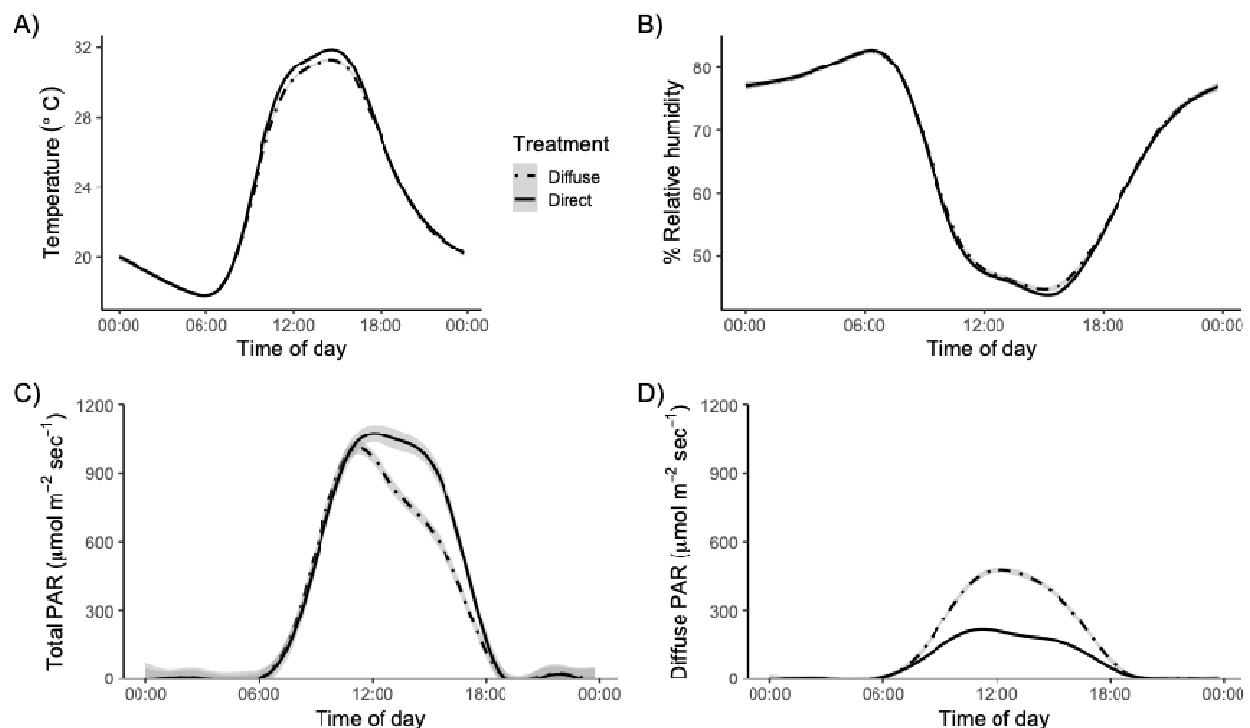 A)
Temperature (° C)
32
28
24
20
00:00 06:00 12:00 18:00 00:00
Time of day
Treatment
Diffuse
Direct
B)
% Relative humidity
80
70
60
50
00:00 06:00 12:00 18:00 00:00
Time of day
C)
Total PAR (μmol m⁻² sec⁻¹)
1200
900
600
300
0
00:00 06:00 12:00 18:00 00:00
Time of day
D)
Diffuse PAR (μmol m⁻² sec⁻¹)
1200
900
600
300
0
00:00 06:00 12:00 18:00 00:00
Time of day